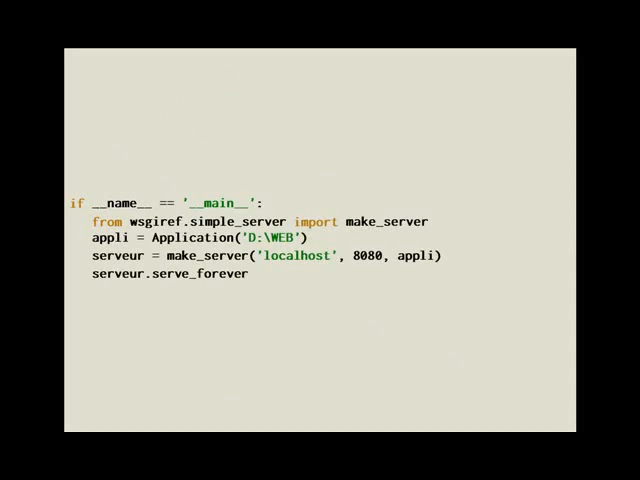 if __name__ == '__main__':
from wsgiref.simple_server import make_server
appli = Application('D:\WEB')
serveur = make_server('localhost', 8080, appli)
serveur.serve_forever